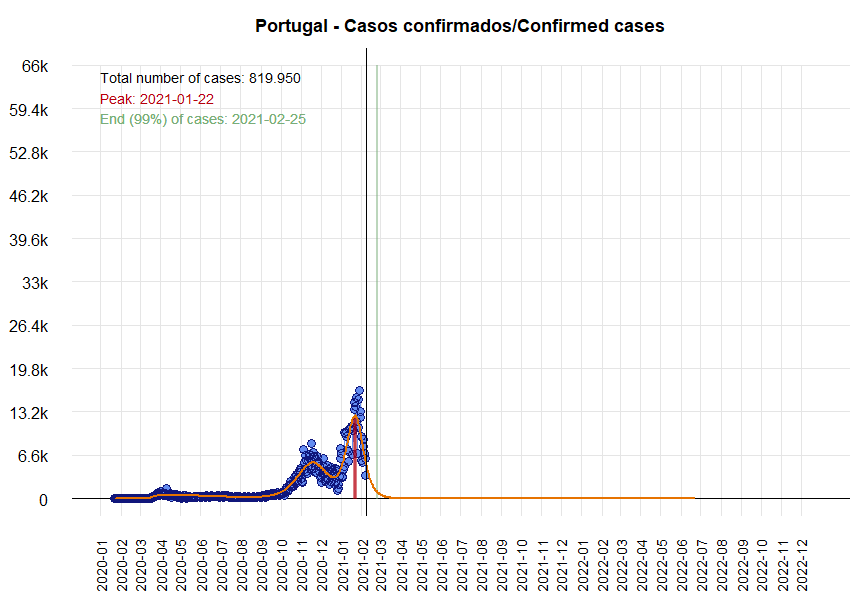 Portugal - Casos confirmados/Confirmed cases
66k
59.4k
52.8k
46.2k
39.6k
33k
26.4k
19.8k
13.2k
6.6k
0
Total number of cases: 819.950
Peak: 2021-01-22
End (99%) of cases: 2021-02-25
2020-01
2020-02
2020-03
2020-04
2020-05
2020-06
2020-07
2020-08
2020-09
2020-10
2020-11
2020-12
2021-01
2021-02
2021-03
2021-04
2021-05
2021-06
2021-07
2021-08
2021-09
2021-10
2021-11
2021-12
2022-01
2022-02
2022-03
2022-04
2022-05
2022-06
2022-07
2022-08
2022-09
2022-10
2022-11
2022-12